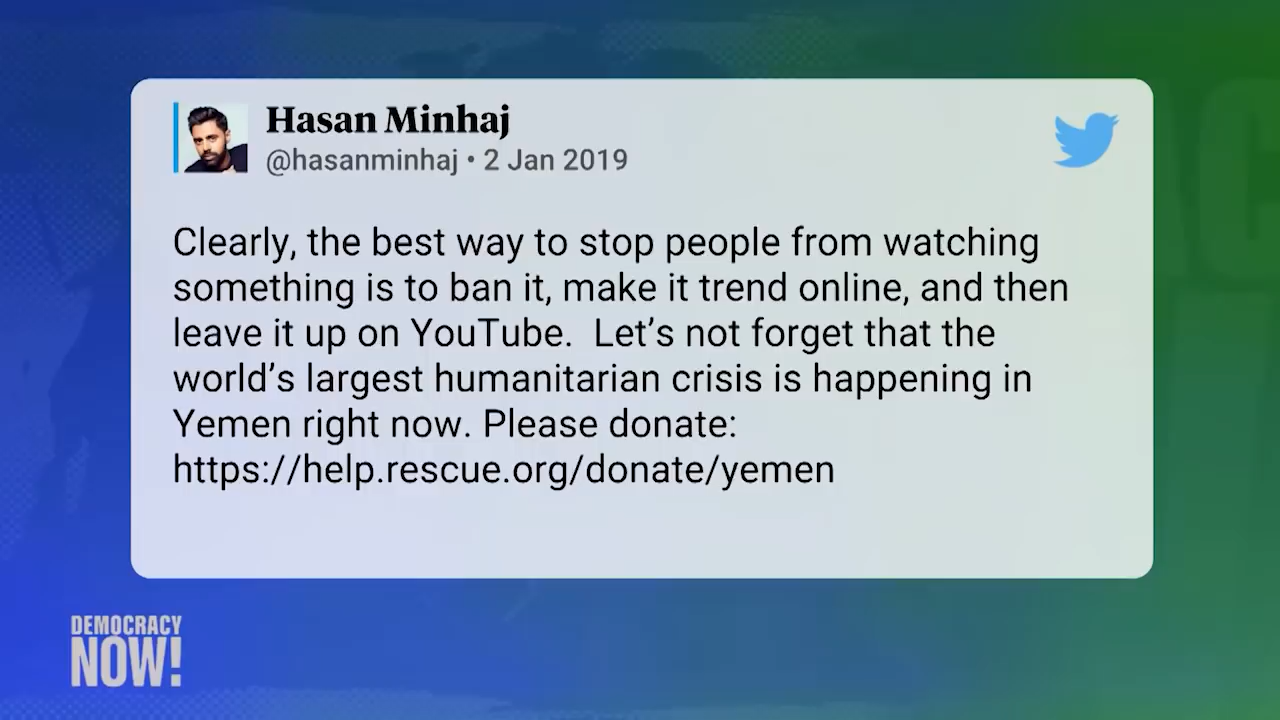 Hasan Minhaj
@hasanminhaj • 2 Jan 2019
Clearly, the best way to stop people from watching
something is to ban it, make it trend online, and then
leave it up on YouTube.  Let’s not forget that the
world’s largest humanitarian crisis is happening in
Yemen right now. Please donate:
https://help.rescue.org/donate/yemen
DEMOCRACY
NOW!